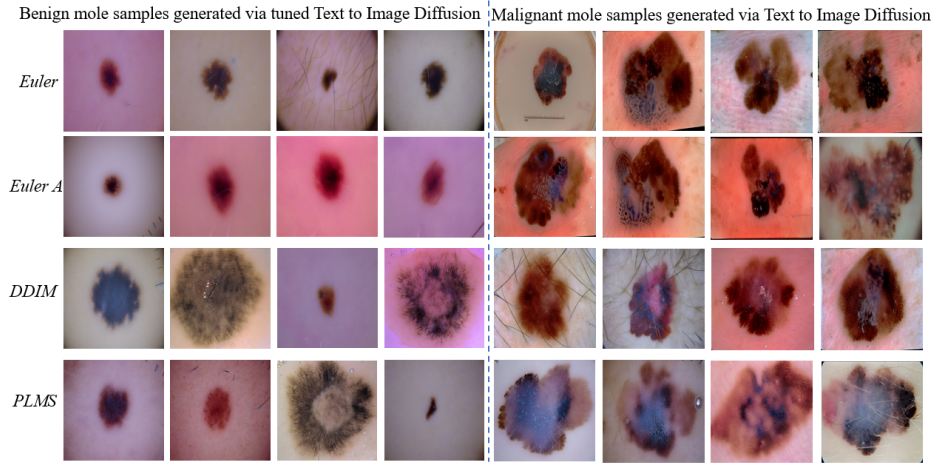 Benign mole samples generated via tuned Text to Image Diffusion
Malignant mole samples generated via Text to Image Diffusion
Euler
Euler A
DDIM
PLMS